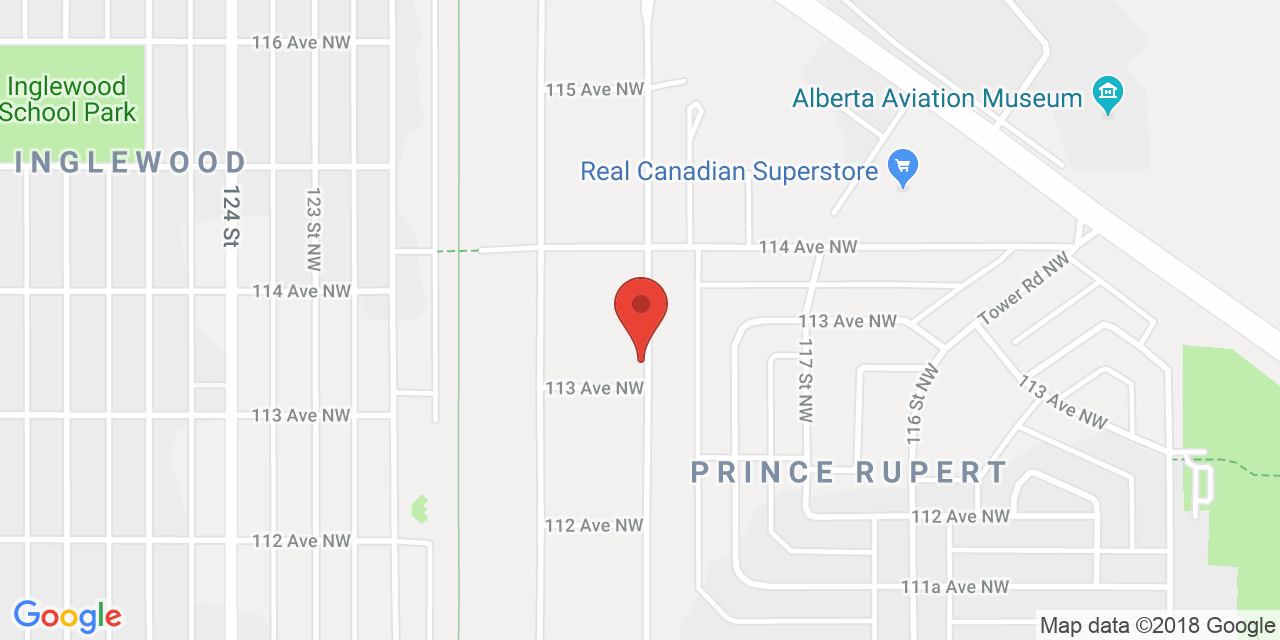 116 Ave NW
Inglewood
School Park
115 Ave NW
Alberta Aviation Museum
INGLEWOOD
Real Canadian Superstore
124 St
123 St NW
114 Ave NW
Tower Rd NW
114 Ave NW
113 Ave NW
117 St NW
116 St NW
113 Ave NW
113 Ave NW
113 Ave NW
PRINCE RUPERT
112 Ave NW
112 Ave NW
112 Ave NW
111a Ave NW
Google
Map data ©2018 Google